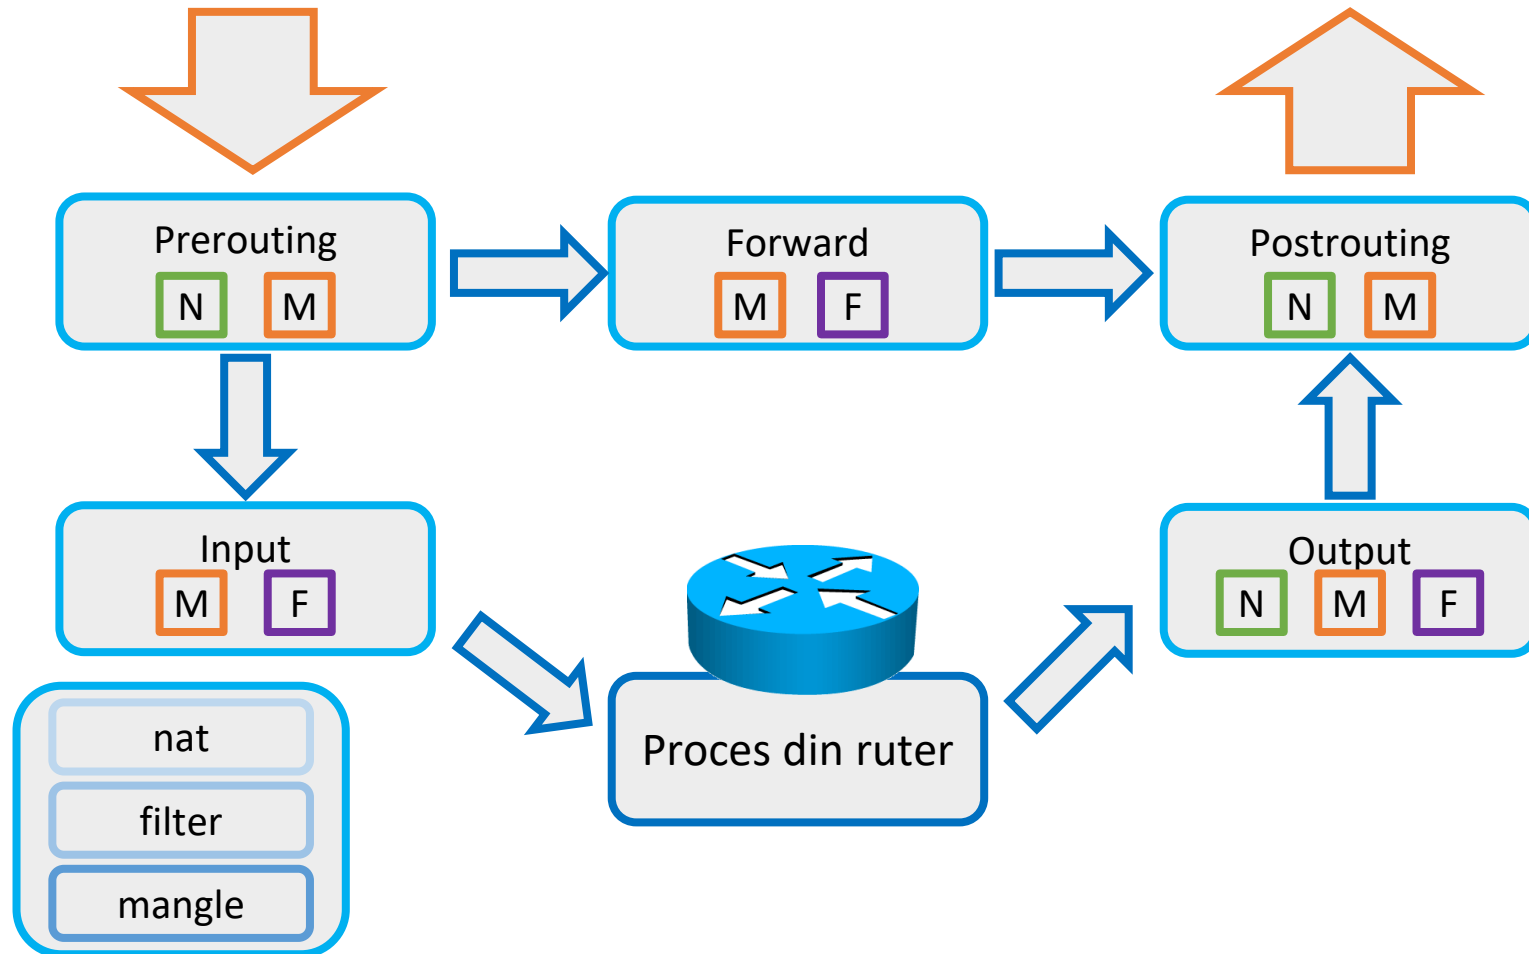 Prerouting
N M
Forward
M F
Postrouting
N M
Input
M F
Output
N M F
Proces din ruter
nat
filter
mangle